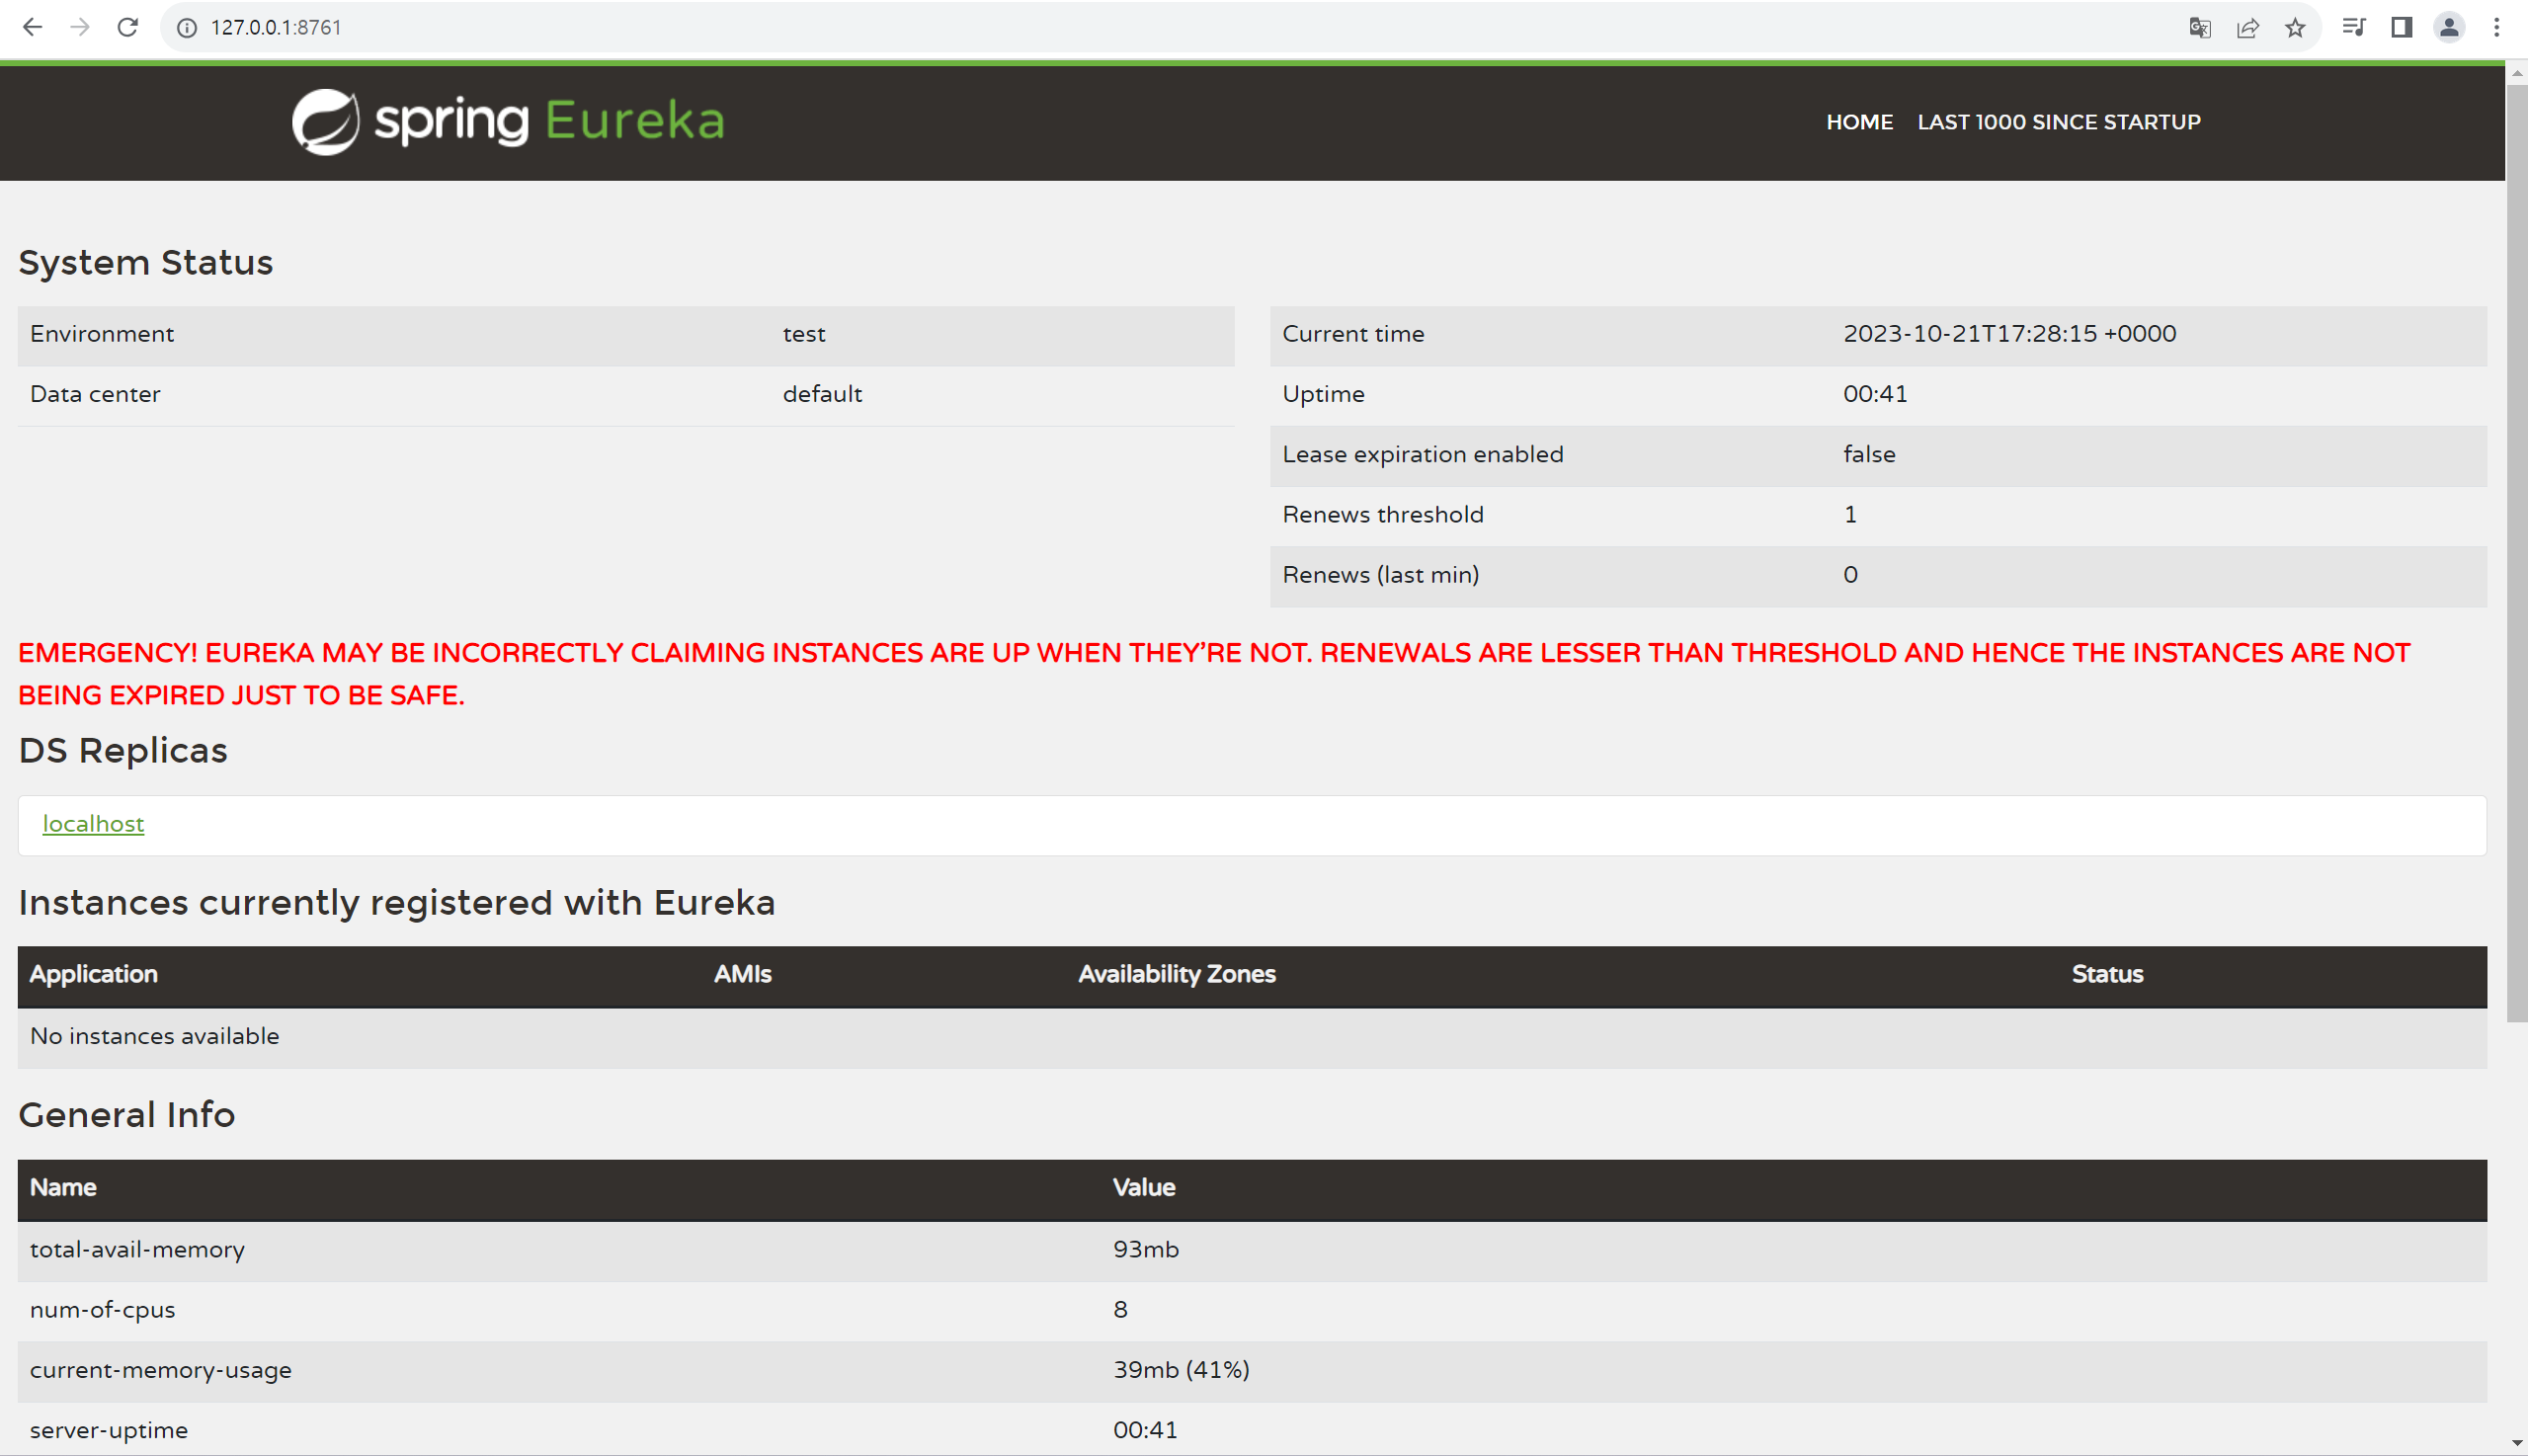 127.0.0.1:8761
spring Eureka
HOME LAST 1000 SINCE STARTUP
System Status
Environment test
Data center default
Current time 2023-10-21T17:28:15 +0000
Uptime 00:41
Lease expiration enabled false
Renews threshold 1
Renews (last min) 0
EMERGENCY! EUREKA MAY BE INCORRECTLY CLAIMING INSTANCES ARE UP WHEN THEY'RE NOT. RENEWALS ARE LESSER THAN THRESHOLD AND HENCE THE INSTANCES ARE NOT
BEING EXPIRED JUST TO BE SAFE.
DS Replicas
localhost
Instances currently registered with Eureka
Application AMIs Availability Zones Status
No instances available
General Info
Name Value
total-avail-memory 93mb
num-of-cpus 8
current-memory-usage 39mb (41%)
server-uptime 00:41